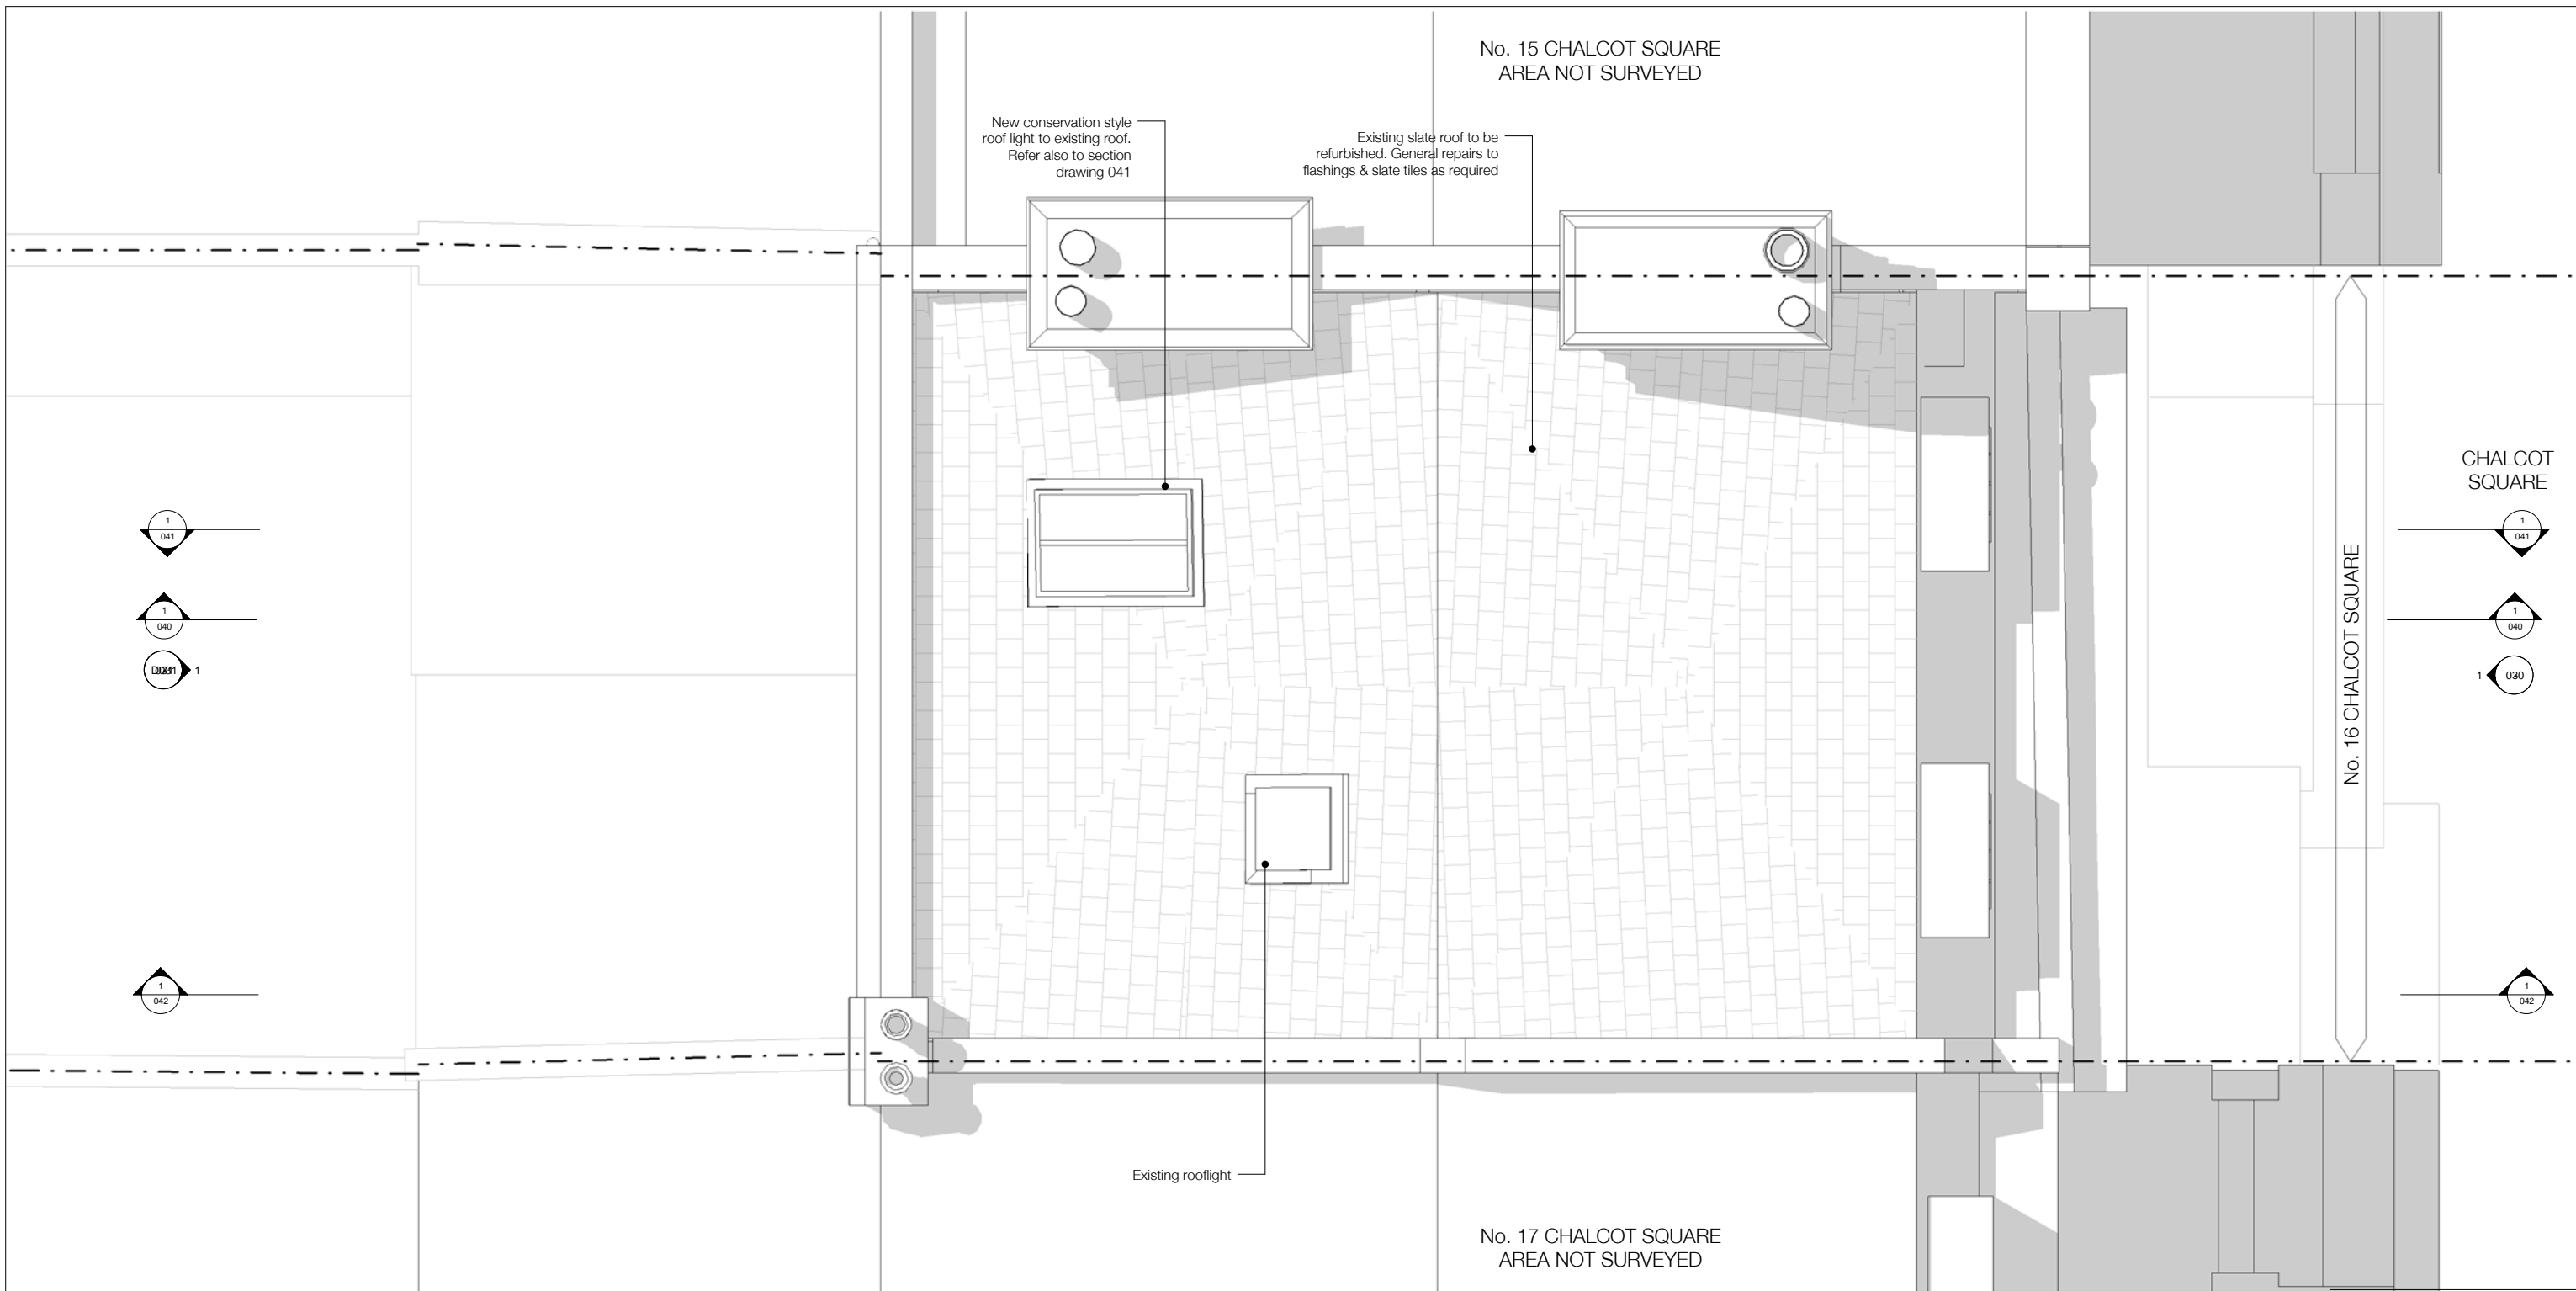 No. 15 CHALCOT SQUARE
AREA NOT SURVEYED
New conservation style
roof light to existing roof.
Refer also to section
drawing 041
Existing slate roof to be
refurbished. General repairs to
flashings & slate tiles as required
CHALCOT
SQUARE
1
041
1
041
1
040
1
040
1
1
030
No. 16 CHALCOT SQUARE
1
042
1
042
Existing rooflight
No. 17 CHALCOT SQUARE
AREA NOT SURVEYED